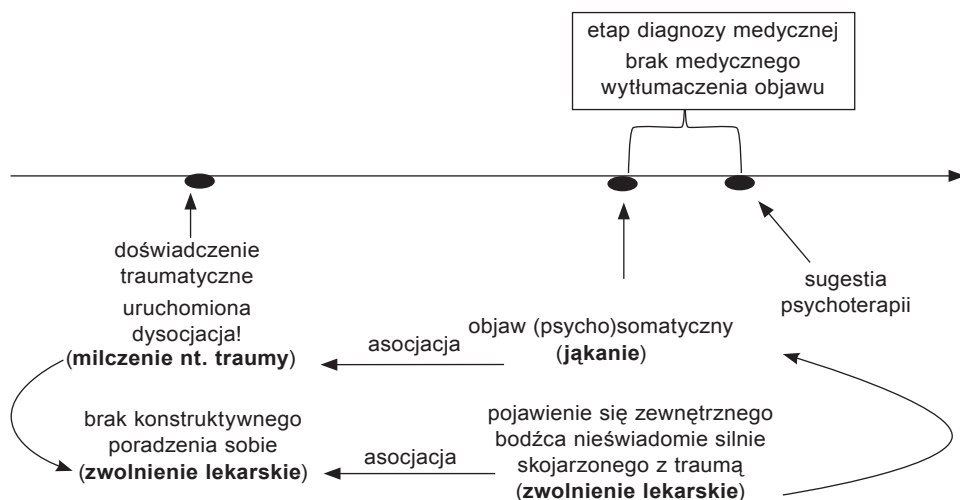 etap diagnozy medycznej
brak medycznego
wytłumaczenia objawu
doświadczenie
traumatyczne
uruchomiona
dysocjacja!
(milczenie nt. traumy)
asocjacja
objaw (psycho)somatyczny
(jąkanie)
sugestia
psychoterapii
brak konstruktywnego
poradzenia sobie
(zwolnienie lekarskie)
asocjacja
pojawienie się zewnętrznego
bodźca nieświadomie silnie
skojarzonego z traumą
(zwolnienie lekarskie)